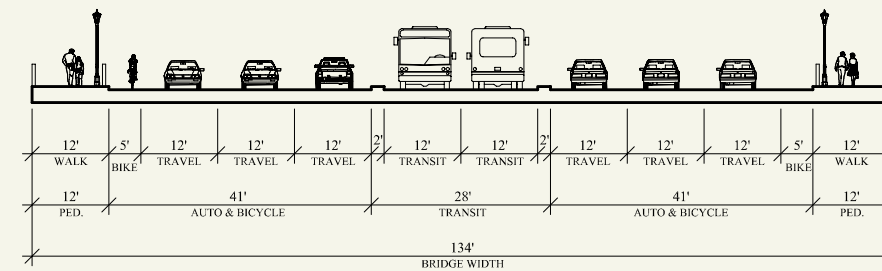 12' 5' 12' 12' 12' 2' 12' 12' 2' 12' 12' 12' 5' 12'
WALK BIKE TRAVEL TRAVEL TRAVEL TRANSIT TRANSIT TRAVEL TRAVEL TRAVEL BIKE WALK
12' 41' 28' 41' 12'
PED. AUTO & BICYCLE TRANSIT AUTO & BICYCLE PED.
134'
BRIDGE WIDTH